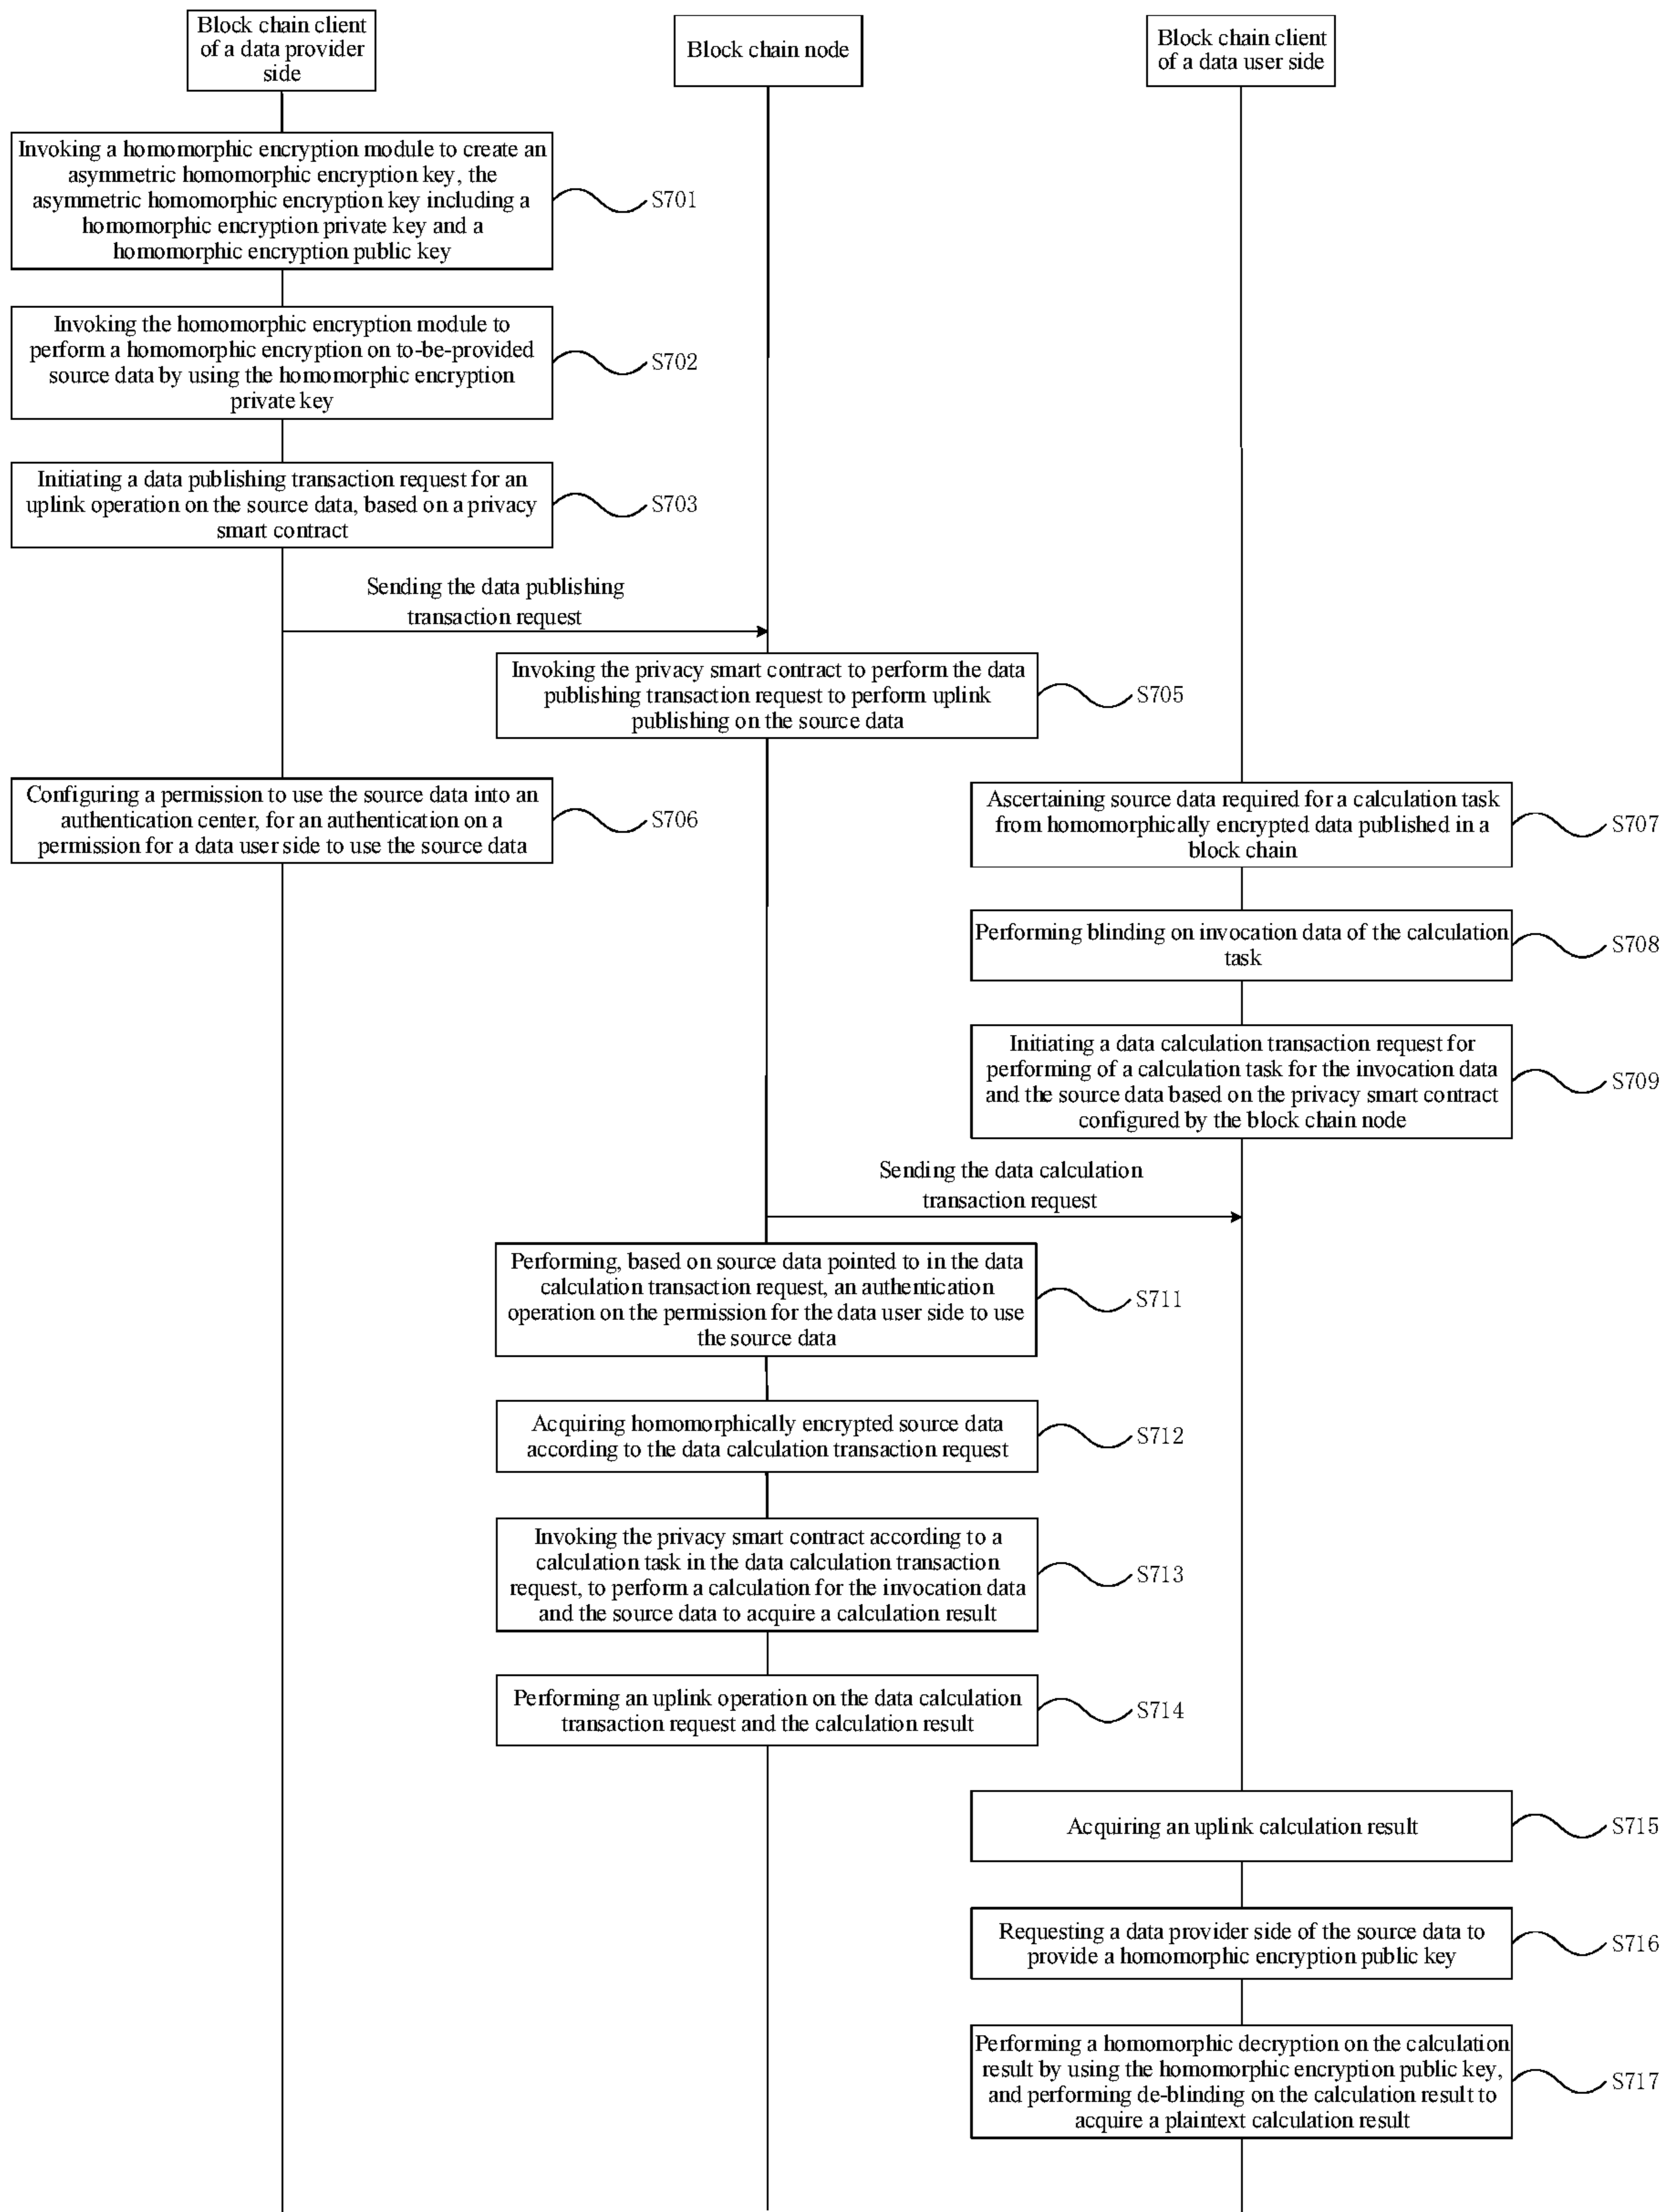 Block chain client
of a data provider
side
Block chain node
Block chain client
of a data user side
Invoking a homomorphic encryption module to create an
asymmetric homomorphic encryption key, the
asymmetric homomorphic encryption key including a
homomorphic encryption private key and a
homomorphic encryption public key
S701
Invoking the homomorphic encryption module to
perform a homomorphic encryption on to-be-provided
source data by using the homomorphic encryption
private key
S702
Initiating a data publishing transaction request for an
uplink operation on the source data, based on a privacy
smart contract
S703
Sending the data publishing
transaction request
Invoking the privacy smart contract to perform the data
publishing transaction request to perform uplink
publishing on the source data
S705
Configuring a permission to use the source data into an
authentication center, for an authentication on a
permission for a data user side to use the source data
S706
Ascertaining source data required for a calculation task
from homomorphically encrypted data published in a
block chain
S707
Performing blinding on invocation data of the calculation
task
S708
Initiating a data calculation transaction request for
performing of a calculation task for the invocation data
and the source data based on the privacy smart contract
configured by the block chain node
S709
Sending the data calculation
transaction request
Performing, based on source data pointed to in the data
calculation transaction request, an authentication
operation on the permission for the data user side to use
the source data
S711
Acquiring homomorphically encrypted source data
according to the data calculation transaction request
S712
Invoking the privacy smart contract according to a
calculation task in the data calculation transaction
request, to perform a calculation for the invocation data
and the source data to acquire a calculation result
S713
Performing an uplink operation on the data calculation
transaction request and the calculation result
S714
Acquiring an uplink calculation result
S715
Requesting a data provider side of the source data to
provide a homomorphic encryption public key
S716
Performing a homomorphic decryption on the calculation
result by using the homomorphic encryption public key,
and performing de-blinding on the calculation result to
acquire a plaintext calculation result
S717